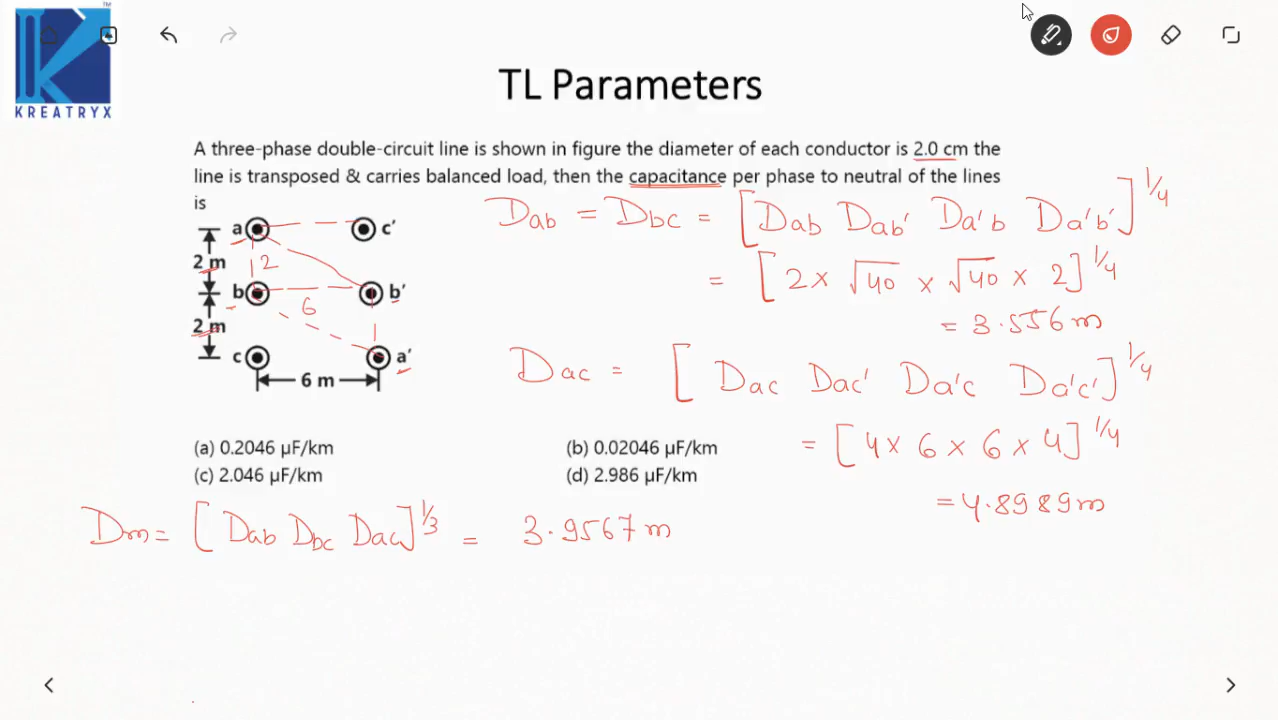 TM
KREATRYX
TL Parameters
A three-phase double-circuit line is shown in figure the diameter of each conductor is 2.0 cm the
line is transposed & carries balanced load, then the capacitance per phase to neutral of the lines
is
a c'
2 m 2
b b'
6
2 m
c a'
6 m
Dab = Dbc = [Dab Dab' Da'b Da'b']^1/4
= [2 × √40 × √40 × 2]^1/4
= 3.556 m
Dac = [Dac Dac' Da'c Da'c']^1/4
= [4 × 6 × 6 × 4]^1/4
= 4.8989 m
(a) 0.2046 μF/km (b) 0.02046 μF/km
(c) 2.046 μF/km (d) 2.986 μF/km
Dm = [Dab Dbc Dac]^1/3 = 3.9567 m